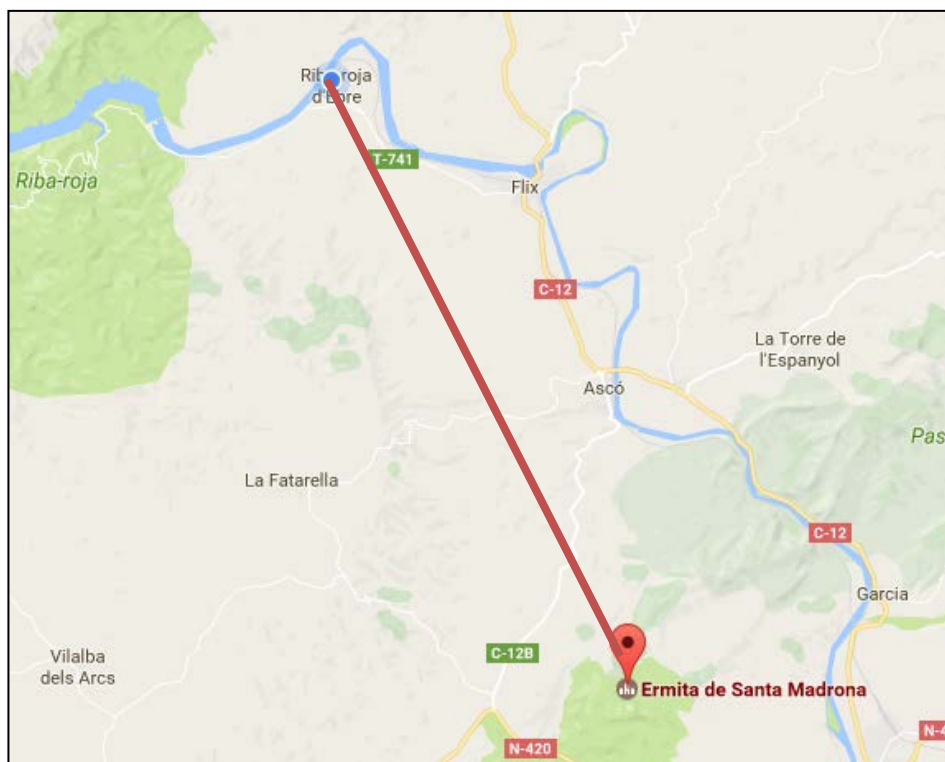 Riba-roja
d'Ebre
T-741
Riba-roja
Flix
C-12
La Torre de
l'Espanyol
Ascó
Pas
La Fatarella
C-12
Garcia
C-12B
Vilalba
dels Arcs
Ermita de Santa Madrona
N-420
N-4